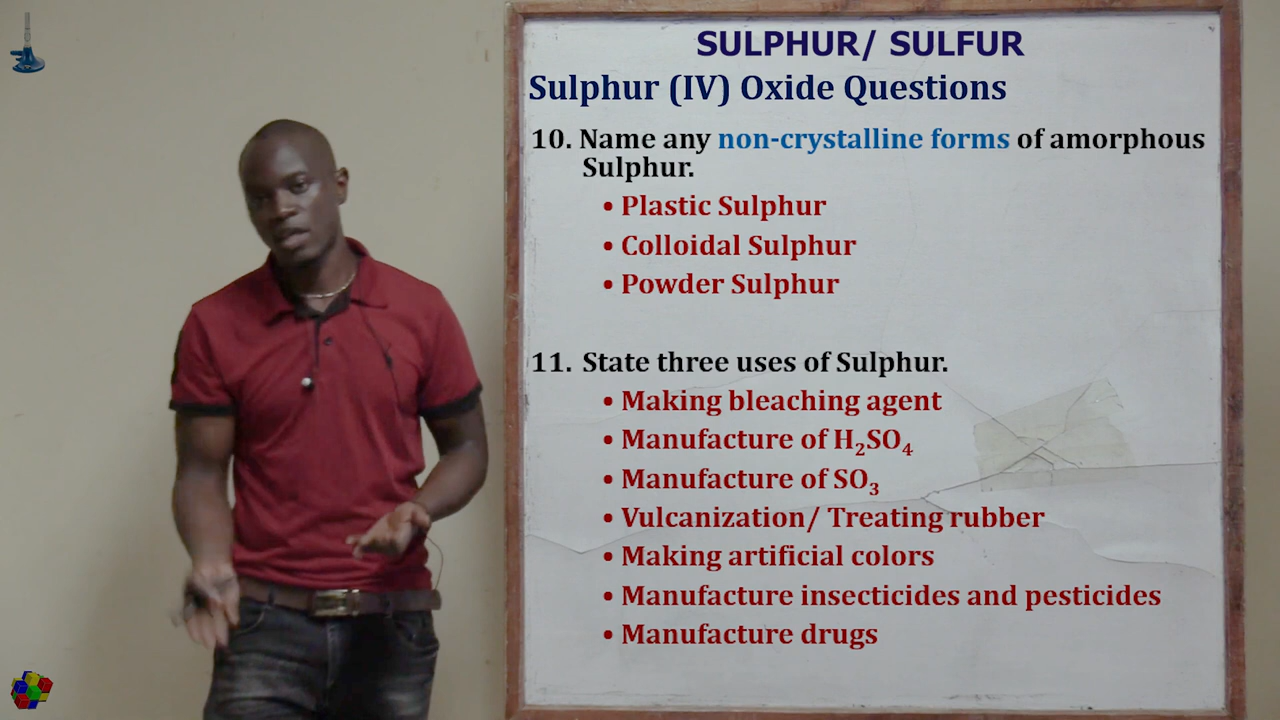 SULPHUR/ SULFUR
Sulphur (IV) Oxide Questions
10. Name any non-crystalline forms of amorphous
Sulphur.
• Plastic Sulphur
• Colloidal Sulphur
• Powder Sulphur
11. State three uses of Sulphur.
• Making bleaching agent
• Manufacture of H₂SO₄
• Manufacture of SO₃
• Vulcanization/ Treating rubber
• Making artificial colors
• Manufacture insecticides and pesticides
• Manufacture drugs